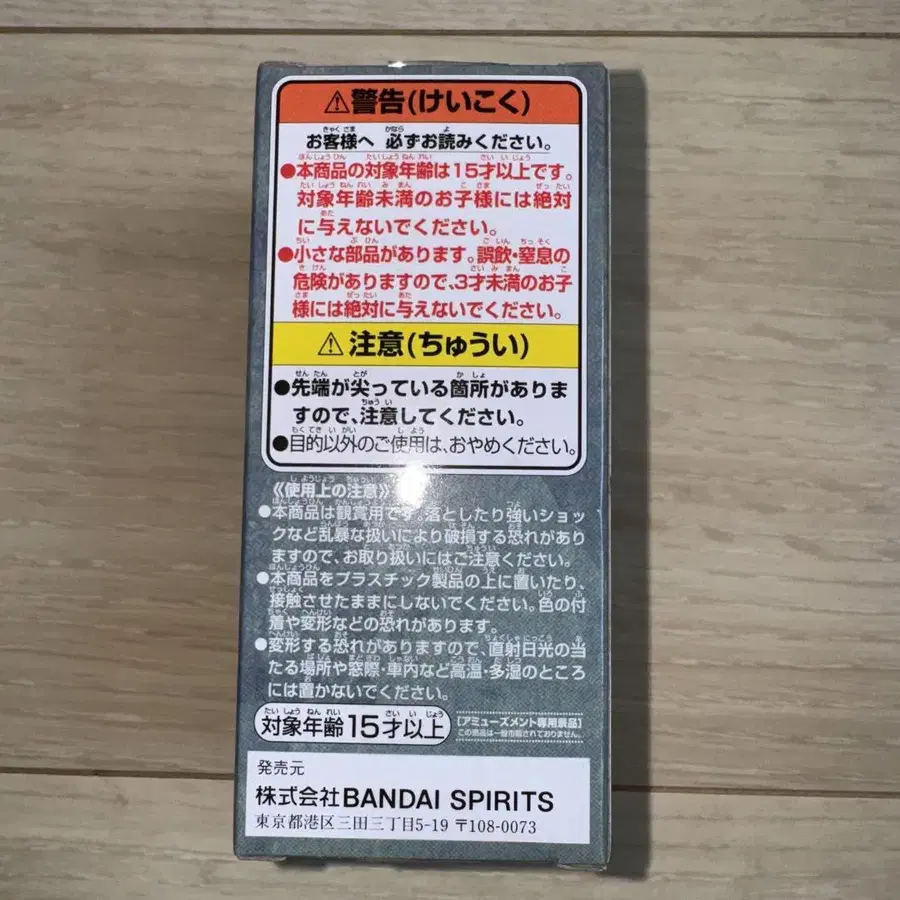 ⚠警告(けいこく)
お客様へ 必ずお読みください。
●本商品の対象年齢は15才以上です。
対象年齢未満のお子様には絶対
に与えないでください。
●小さな部品があります。誤飲・窒息の
危険がありますので、3才未満のお子
様には絶対に与えないでください。
⚠注意(ちゅうい)
●先端が尖っている箇所がありま
すので、注意してください。
●目的以外のご使用は、おやめください。
《使用上の注意》
●本商品は観賞用です。落としたり強いショッ
クなど乱暴な扱いにより破損する恐れがあり
ますので、お取り扱いにはご注意ください。
●本商品をプラスチック製品の上に置いたり、
接触させたままにしないでください。色の付
着や変形などの恐れがあります。
●変形する恐れがありますので、直射日光の当
たる場所や窓際・車内など高温・多湿のところ
には置かないでください。
対象年齢15才以上
[アミューズメント専用景品]
この商品は一般市販されておりません。
発売元
株式会社BANDAI SPIRITS
東京都港区三田三丁目5-19 〒108-0073